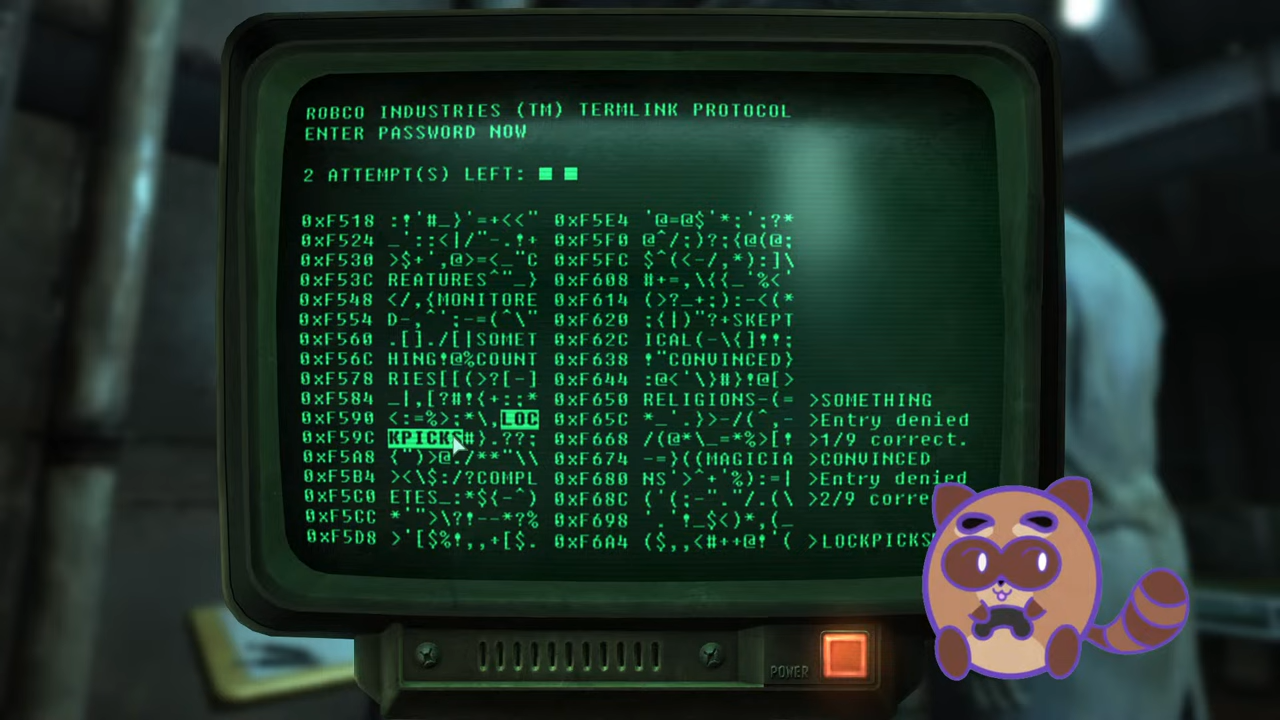 ROBCO INDUSTRIES (TM) TERMLINK PROTOCOL
ENTER PASSWORD NOW
2 ATTEMPT(S) LEFT: ■ ■
0xF518 :!'#_}'=+<<" 0xF5E4 '@=@$'*;';?*
0xF524 _'::<|/"-.!+ 0xF5F0 @^/;)?;{@(@;
0xF530 >$+',@>=<_"C 0xF5FC $^(<-/,*):]\
0xF53C REATURES^"_} 0xF608 #+=,\{{_'%<'
0xF548 </,{MONITORE 0xF614 (>?_+;):-<(*
0xF554 D-,^';-=(^\" 0xF620 ;{|)"?+SKEPT
0xF560 .[]./[|SOMET 0xF62C ICAL(-\{]!!;
0xF56C HING!@%COUNT 0xF638 !"CONVINCED}
0xF578 RIES[[(>?[-] 0xF644 :@<'\}#}!@[>
0xF584 _|,[?#!{+:;* 0xF650 RELIGIONS-(= >SOMETHING
0xF590 <:=%>;*\,LOC 0xF65C *_'.}>-/(^,- >Entry denied
0xF59C KPICKS#}.??; 0xF668 /(@*\_=*%>[! >1/9 correct.
0xF5A8 {")>@./**"\\ 0xF674 -=}((MAGICIA >CONVINCED
0xF5B4 ><\$:/?COMPL 0xF680 NS'>^+"%):=| >Entry denied
0xF5C0 ETES_:*${-^) 0xF68C ('(:-"."/.(\ >2/9 corre
0xF5CC *'">\?!--*?% 0xF698 '.'!_$<)*,(_
0xF5D8 >'[$%!,,+[$. 0xF6A4 ($,,<#++@!'( >LOCKPICKS
POWER